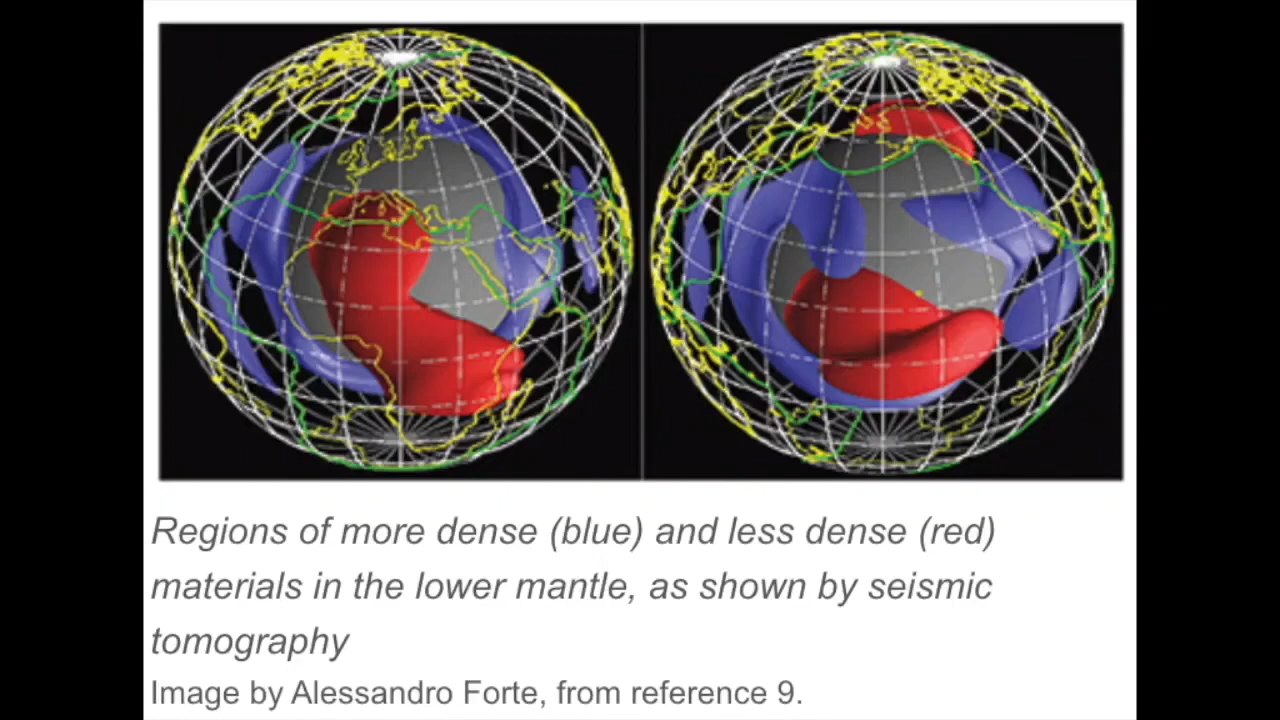 Regions of more dense (blue) and less dense (red)
materials in the lower mantle, as shown by seismic
tomography
Image by Alessandro Forte, from reference 9.